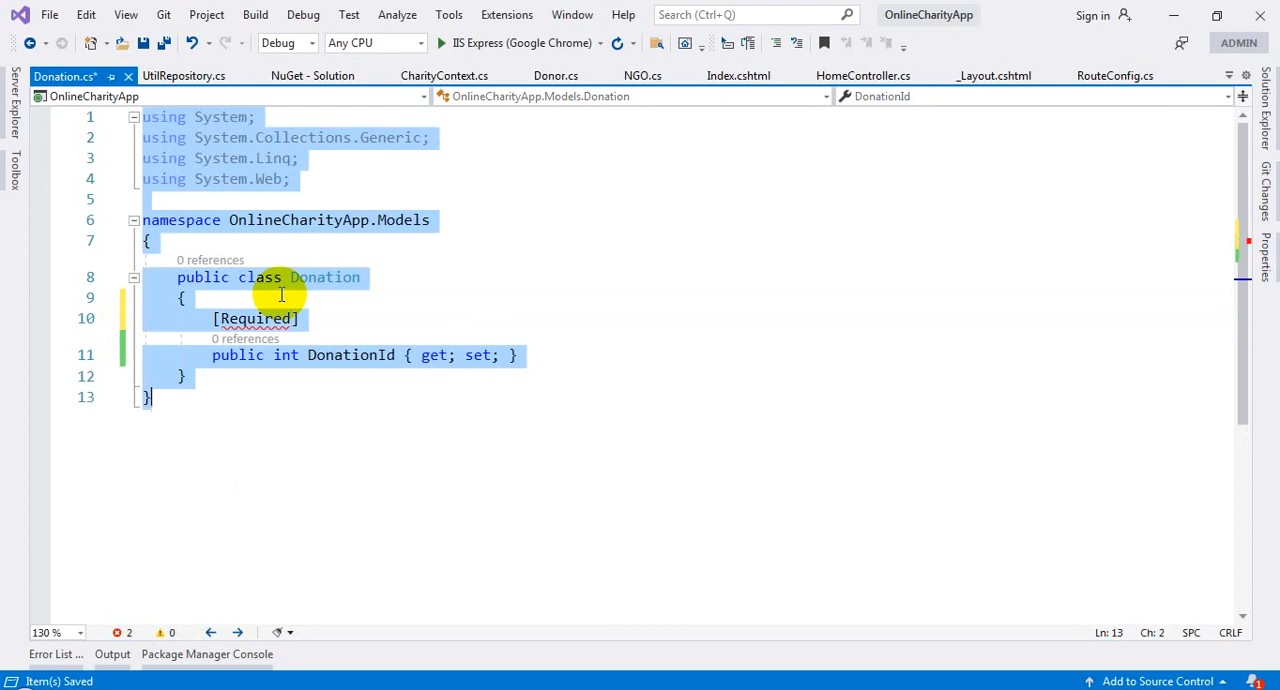 File Edit View Git Project Build Debug Test Analyze Tools Extensions Window Help Search (Ctrl+Q) OnlineCharityApp Sign in
Debug Any CPU IIS Express (Google Chrome) ADMIN
Donation.cs* UtilRepository.cs NuGet - Solution CharityContext.cs Donor.cs NGO.cs Index.cshtml HomeController.cs _Layout.cshtml RouteConfig.cs
OnlineCharityApp OnlineCharityApp.Models.Donation DonationId
Server Explorer
Toolbox
1 using System;
2 using System.Collections.Generic;
3 using System.Linq;
4 using System.Web;
5
6 namespace OnlineCharityApp.Models
7 {
0 references
8 public class Donation
9 {
10 [Required]
0 references
11 public int DonationId { get; set; }
12 }
13 }
Solution Explorer
Git Changes
Properties
130 % 2 0 Ln: 13 Ch: 2 SPC CRLF
Error List ... Output Package Manager Console
Item(s) Saved Add to Source Control 1